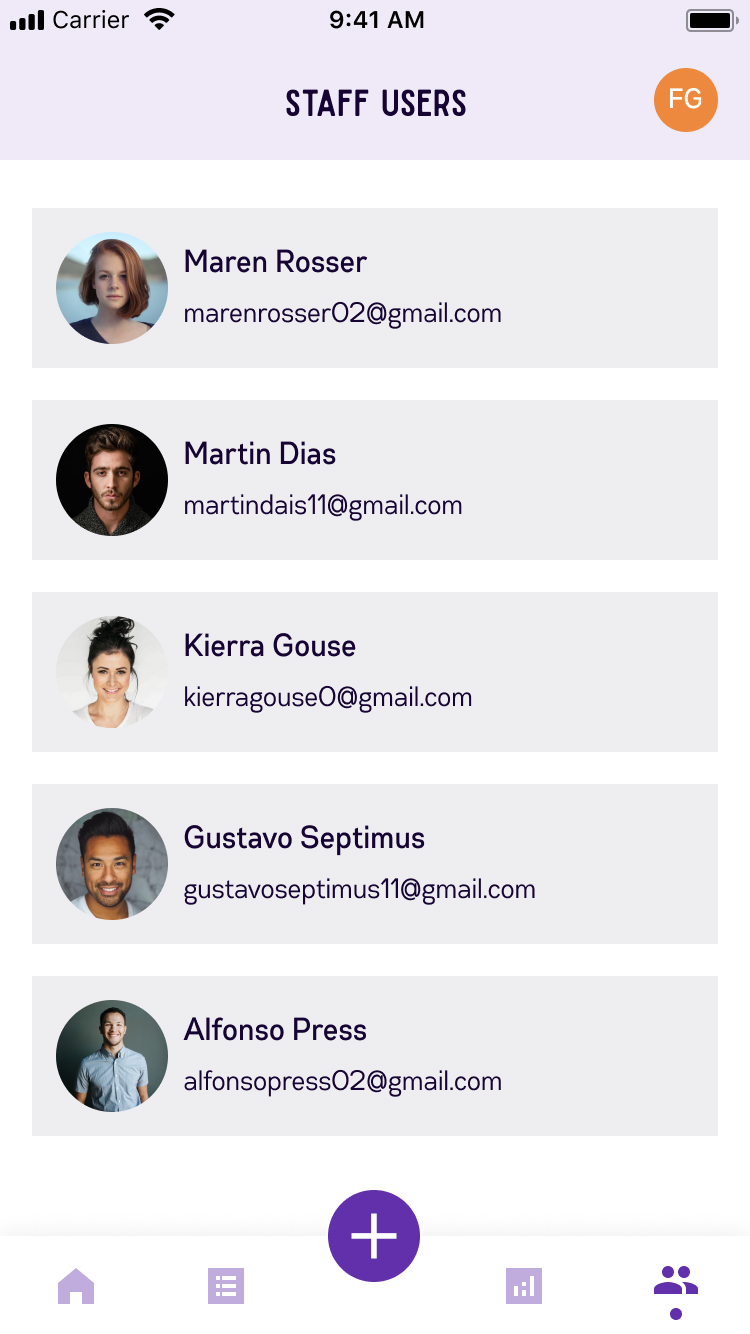 Carrier 9:41 AM
STAFF USERS
FG
Maren Rosser
marenrosser02@gmail.com
Martin Dias
martindais11@gmail.com
Kierra Gouse
kierragouse0@gmail.com
Gustavo Septimus
gustavoseptimus11@gmail.com
Alfonso Press
alfonsopress02@gmail.com